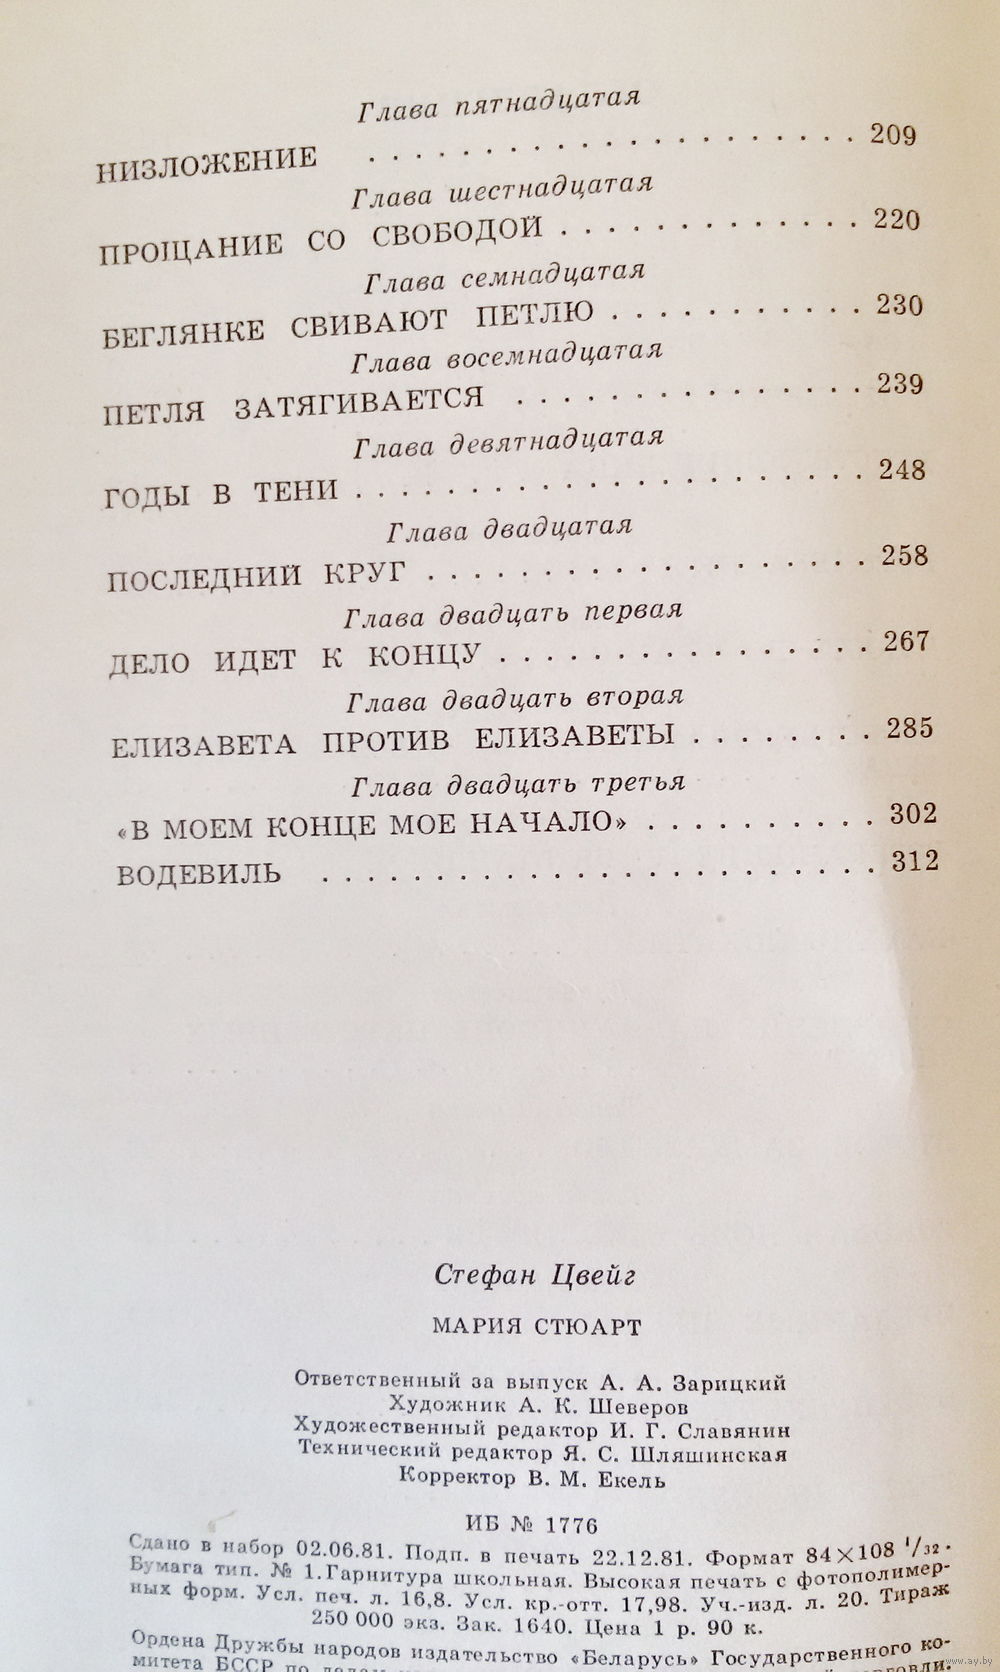 Глава пятнадцатая
НИЗЛОЖЕНИЕ . . . . . . . . . . . . . . . . . 209
Глава шестнадцатая
ПРОЩАНИЕ СО СВОБОДОЙ . . . . . . . . . . . 220
Глава семнадцатая
БЕГЛЯНКЕ СВИВАЮТ ПЕТЛЮ . . . . . . . . . 230
Глава восемнадцатая
ПЕТЛЯ ЗАТЯГИВАЕТСЯ . . . . . . . . . . . . 239
Глава девятнадцатая
ГОДЫ В ТЕНИ . . . . . . . . . . . . . . . . . 248
Глава двадцатая
ПОСЛЕДНИЙ КРУГ . . . . . . . . . . . . . . . 258
Глава двадцать первая
ДЕЛО ИДЕТ К КОНЦУ . . . . . . . . . . . . . 267
Глава двадцать вторая
ЕЛИЗАВЕТА ПРОТИВ ЕЛИЗАВЕТЫ . . . . . . . . 285
Глава двадцать третья
«В МОЕМ КОНЦЕ МОЕ НАЧАЛО» . . . . . . . . . . 302
ВОДЕВИЛЬ . . . . . . . . . . . . . . . . . . . 312
Стефан Цвейг
МАРИЯ СТЮАРТ
Ответственный за выпуск А. А. Зарицкий
Художник А. К. Шеверов
Художественный редактор И. Г. Славянин
Технический редактор Я. С. Шляшинская
Корректор В. М. Екель
ИБ № 1776
Сдано в набор 02.06.81. Подп. в печать 22.12.81. Формат 84×108 1/32.
Бумага тип. № 1. Гарнитура школьная. Высокая печать с фотополимер-
ных форм. Усл. печ. л. 16,8. Усл. кр.-отт. 17,98. Уч.-изд. л. 20. Тираж
250 000 экз. Зак. 1640. Цена 1 р. 90 к.
Ордена Дружбы народов издательство «Беларусь» Государственного ко-
митета БССР по делам
www.ay.by